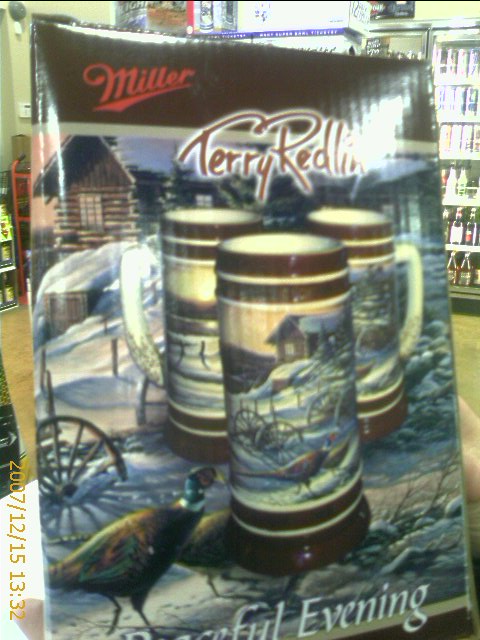 Miller
Terry Redlin
Peaceful Evening
2007/12/15 13:32